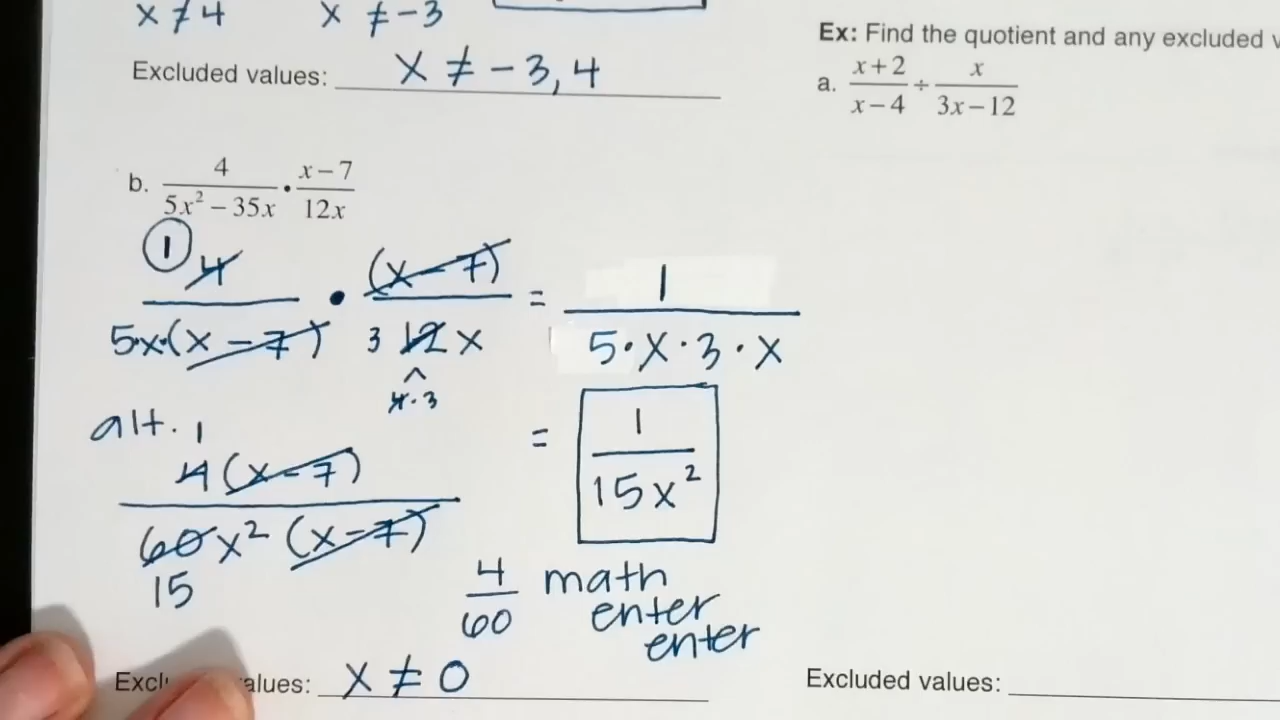 x ≠ 4 x ≠ -3
Excluded values: x ≠ -3, 4
b. 4/(5x² - 35x) • (x - 7)/(12x)
1 4/(5·x·(x - 7)) • (x - 7)/(3 12x) = 1/(5·x·3·x)
4·3
alt. 1
4(x-7)/(60x²(x-7)) = 1/(15x²)
15
4/60 math
enter
enter
Excl alues: x ≠ 0
Ex: Find the quotient and any excluded v
a. (x+2)/(x-4) ÷ x/(3x-12)
Excluded values: